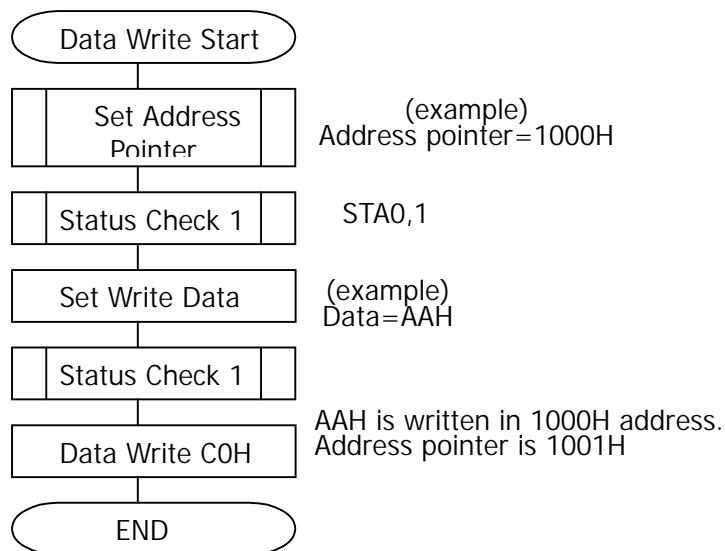 Data Write Start
Set Address
Pointer
(example)
Address pointer=1000H
Status Check 1
STA0,1
Set Write Data
(example)
Data=AAH
Status Check 1
Data Write C0H
AAH is written in 1000H address.
Address pointer is 1001H
END